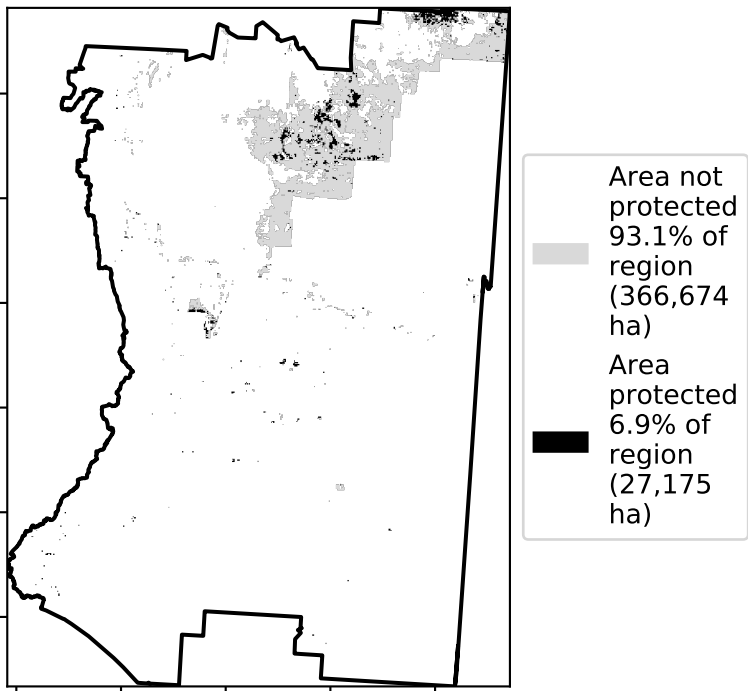 Area not
protected
93.1% of
region
(366,674
ha)
Area
protected
6.9% of
region
(27,175
ha)